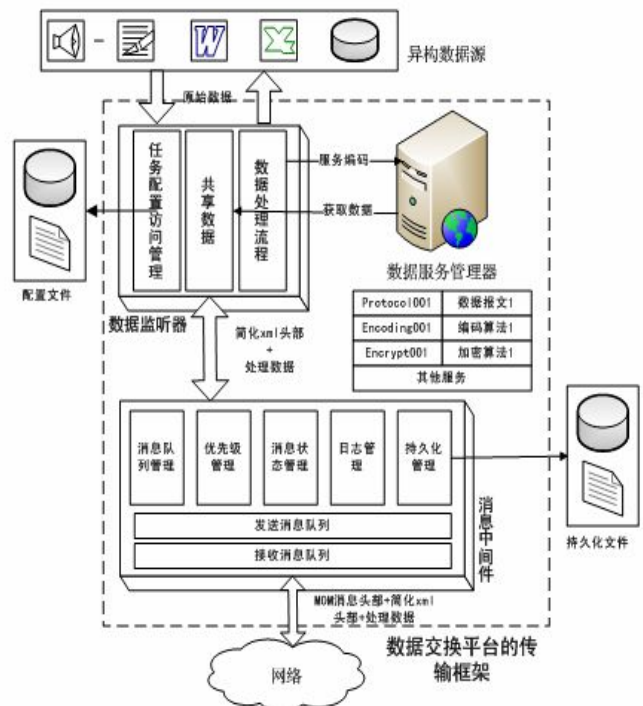 异构数据源
原始数据
任务配置访问管理
共享数据
数据处理流程
服务编码
获取数据
配置文件
数据监听器
数据服务管理器
Protocol001 数据报文1
Encoding001 编码算法1
Encrypt001 加密算法1
其他服务
简化xml头部
+
处理数据
消息队
列管理
优先级
管理
消息状
态管理
日志管
理
持久化
管理
发送消息队列
接收消息队列
消息中间件
持久化文件
MOM消息头部+简化xml
头部+处理数据
网络
数据交换平台的传
输框架